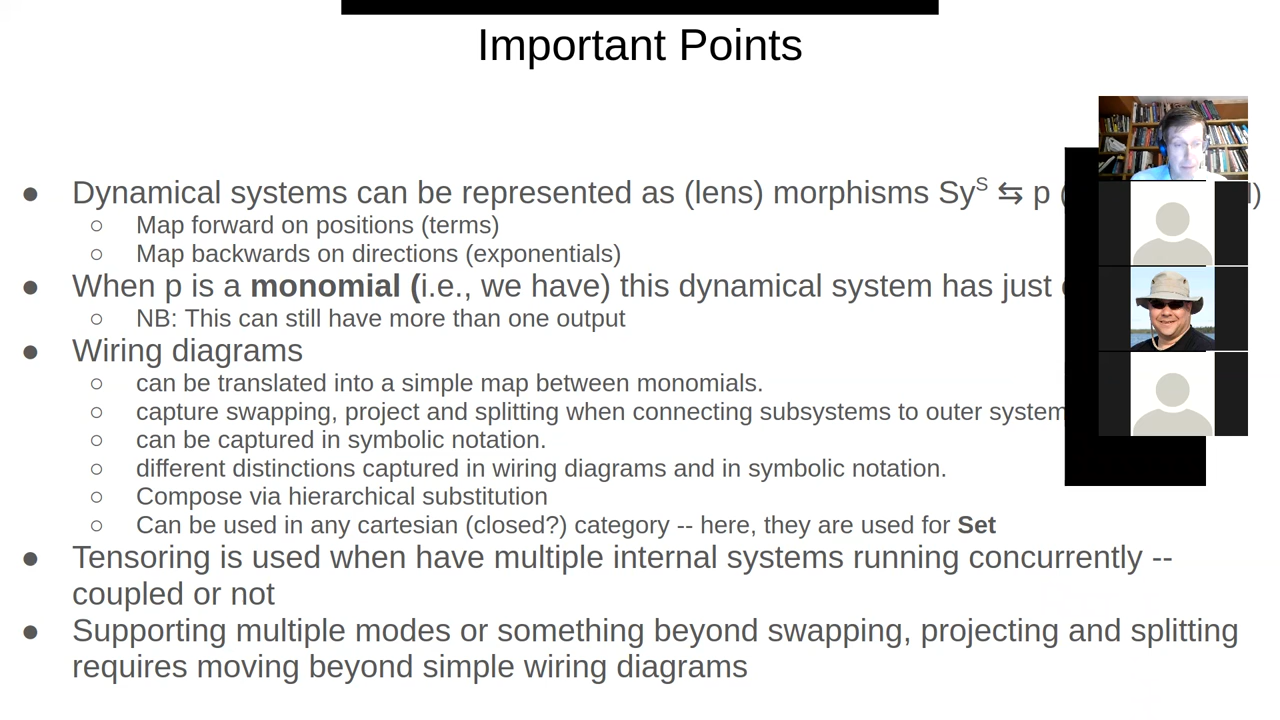 Important Points
● Dynamical systems can be represented as (lens) morphisms Sy^S ⇆ p
○ Map forward on positions (terms)
○ Map backwards on directions (exponentials)
● When p is a monomial (i.e., we have) this dynamical system has just
○ NB: This can still have more than one output
● Wiring diagrams
○ can be translated into a simple map between monomials.
○ capture swapping, project and splitting when connecting subsystems to outer system
○ can be captured in symbolic notation.
○ different distinctions captured in wiring diagrams and in symbolic notation.
○ Compose via hierarchical substitution
○ Can be used in any cartesian (closed?) category -- here, they are used for Set
● Tensoring is used when have multiple internal systems running concurrently --
coupled or not
● Supporting multiple modes or something beyond swapping, projecting and splitting
requires moving beyond simple wiring diagrams